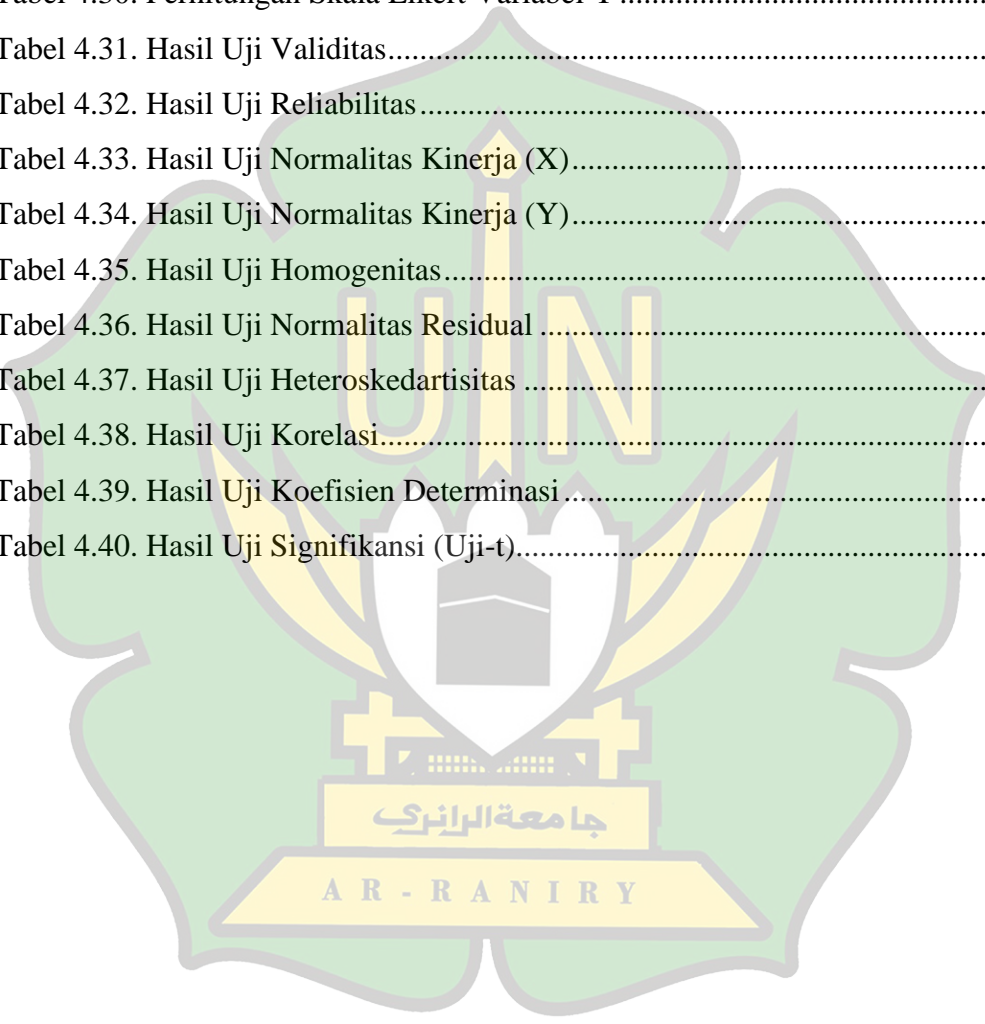 Tabel 4.31. Hasil Uji Validitas
Tabel 4.32. Hasil Uji Reliabilitas
Tabel 4.33. Hasil Uji Normalitas Kinerja (X)
Tabel 4.34. Hasil Uji Normalitas Kinerja (Y)
Tabel 4.35. Hasil Uji Homogenitas
Tabel 4.36. Hasil Uji Normalitas Residual
Tabel 4.37. Hasil Uji Heteroskedartisitas
Tabel 4.38. Hasil Uji Korelasi
Tabel 4.39. Hasil Uji Koefisien Determinasi
Tabel 4.40. Hasil Uji Signifikansi (Uji-t)
UIN
جامعة الرانري
AR-RANIRY